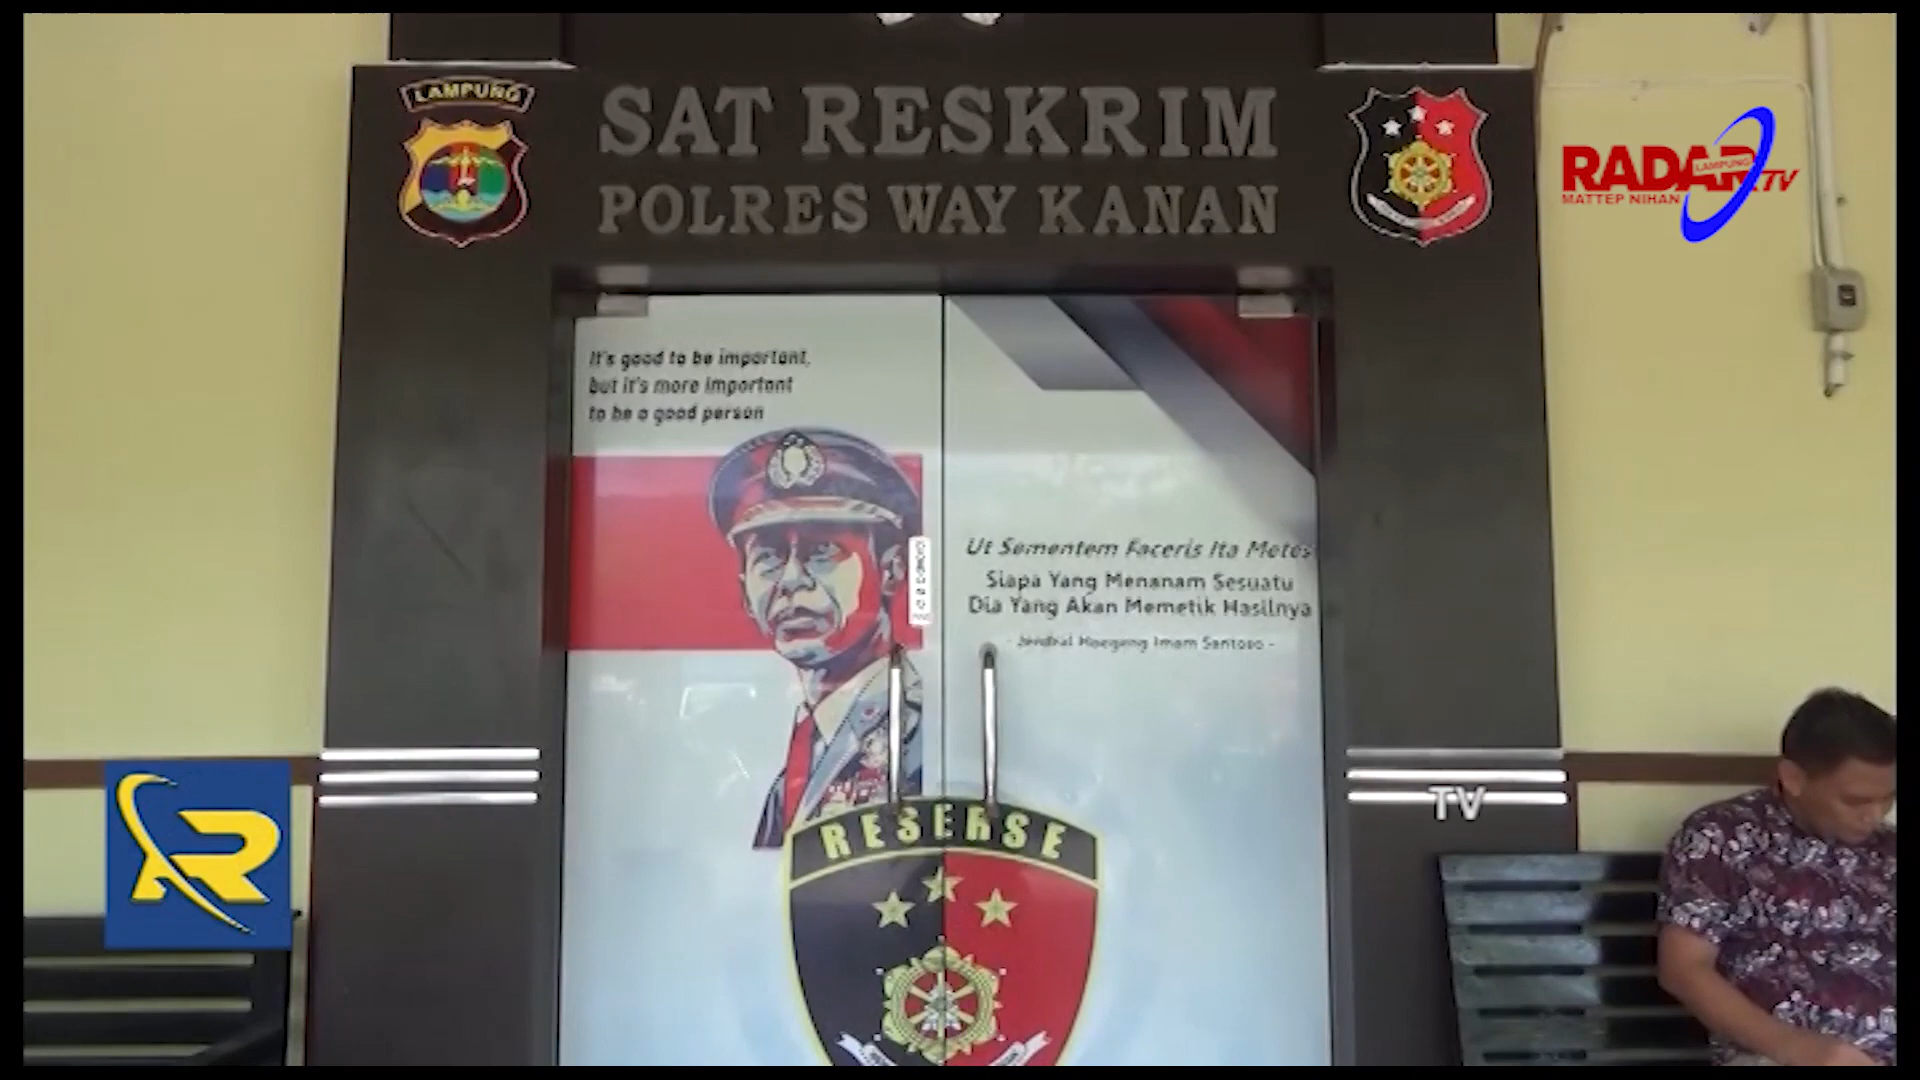 LAMPUNG
SAT RESKRIM
POLRES WAY KANAN
RADAR TV
LAMPUNG
MATTEP NIHAN
It's good to be important,
but it's more important
to be a good person
Ut Sementem Faceris Ita Metes
Siapa Yang Menanam Sesuatu
Dia Yang Akan Memetik Hasilnya
- Jendral Hoegeng Imam Santoso -
TV
RESERSE
R